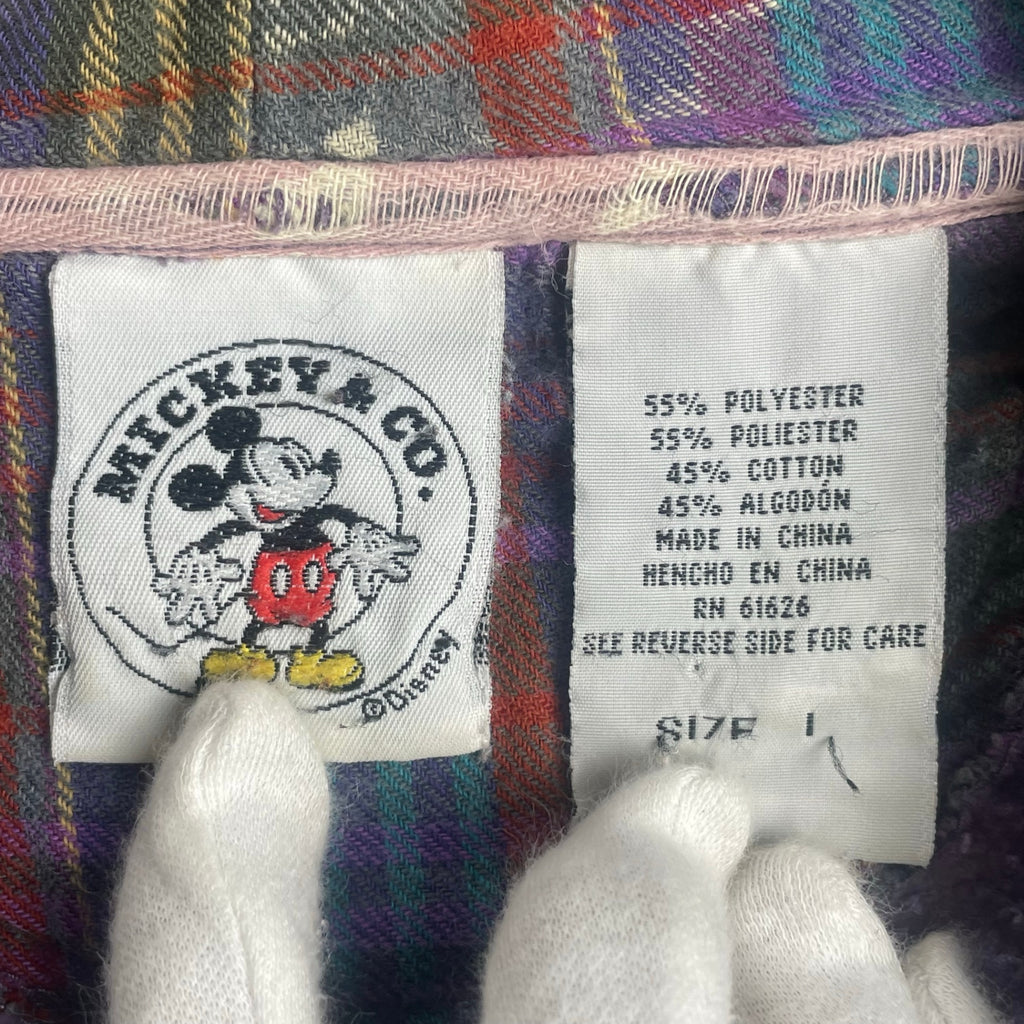 MICKEY & CO.
©Disney
55% POLYESTER
55% POLIESTER
45% COTTON
45% ALGODÓN
MADE IN CHINA
HENCHO EN CHINA
RN 61626
SEE REVERSE SIDE FOR CARE
SIZE